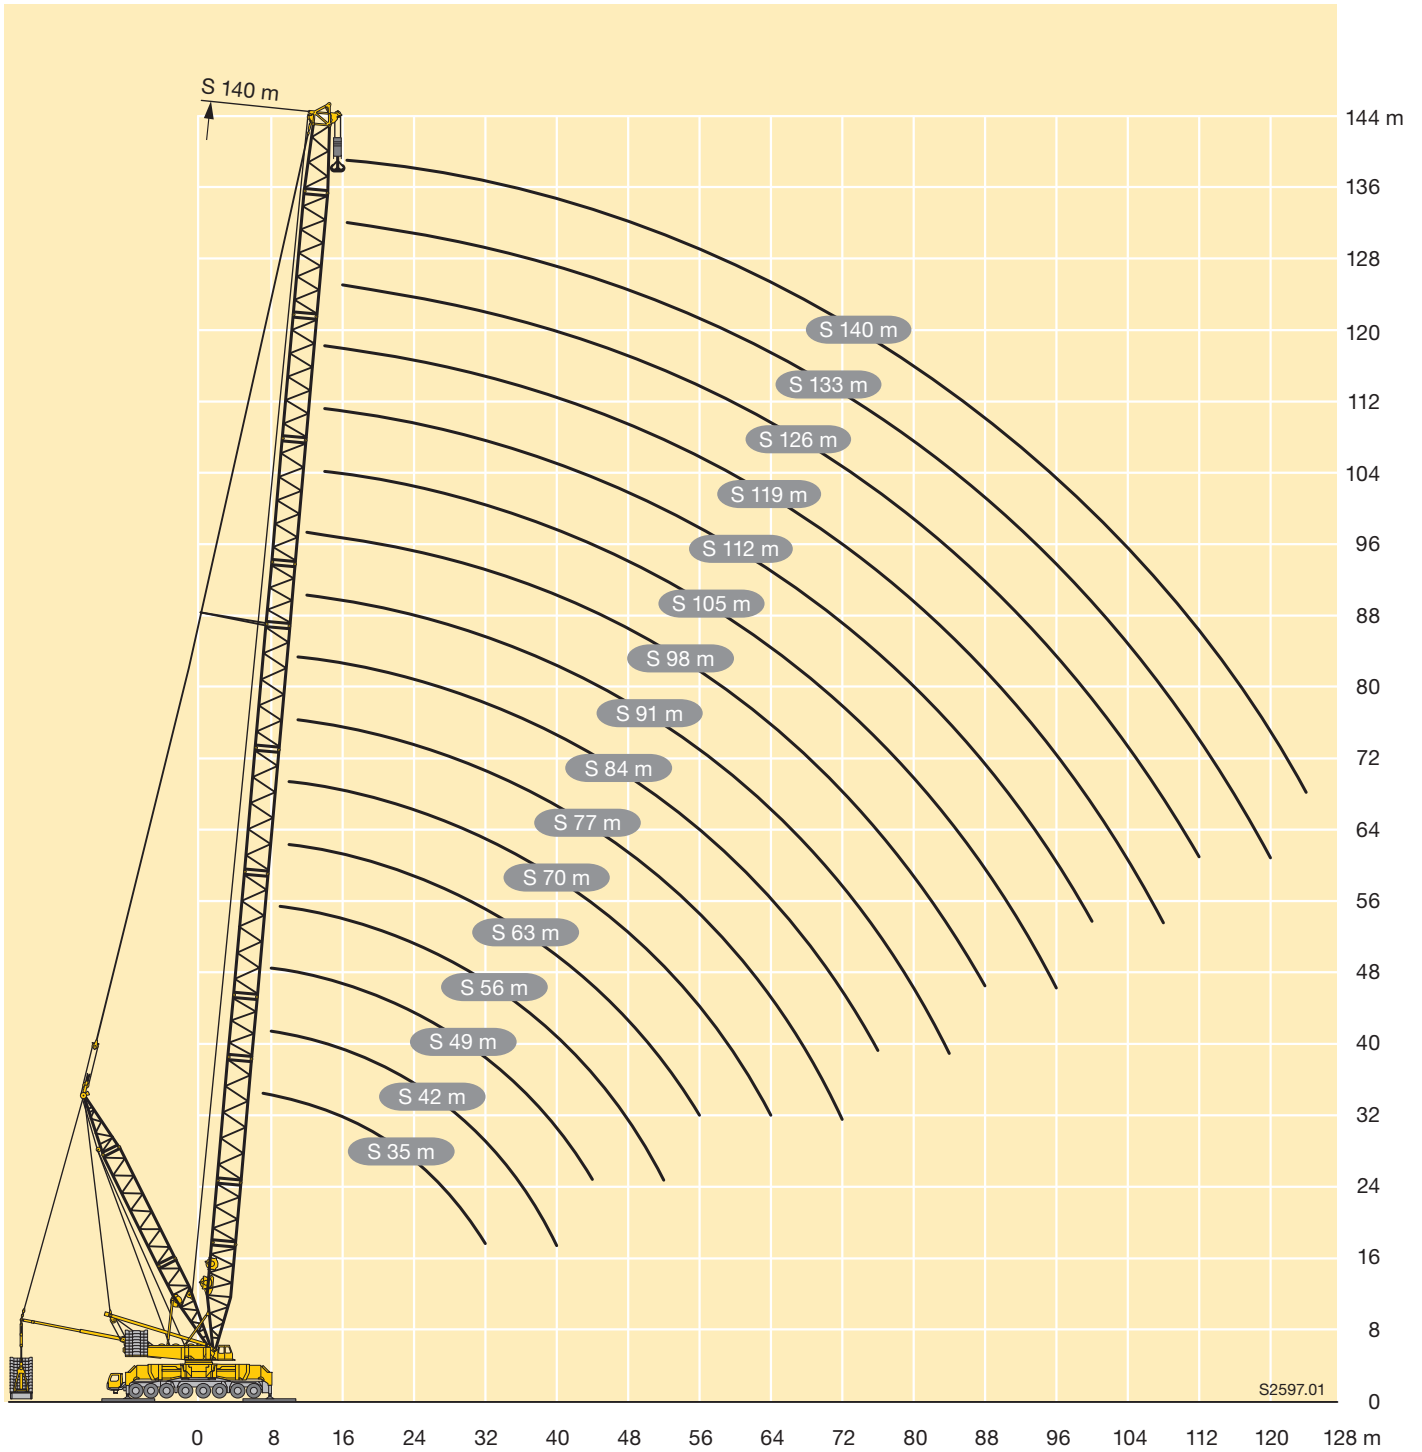 S 140 m
144 m
136
128
S 140 m
120
S 133 m
112
S 126 m
104
S 119 m
S 112 m
96
S 105 m
88
S 98 m
80
S 91 m
S 84 m
72
S 77 m
64
S 70 m
56
S 63 m
S 56 m
48
S 49 m
40
S 42 m
32
S 35 m
24
16
8
S2597.01
0
0 8 16 24 32 40 48 56 64 72 80 88 96 104 112 120 128 m